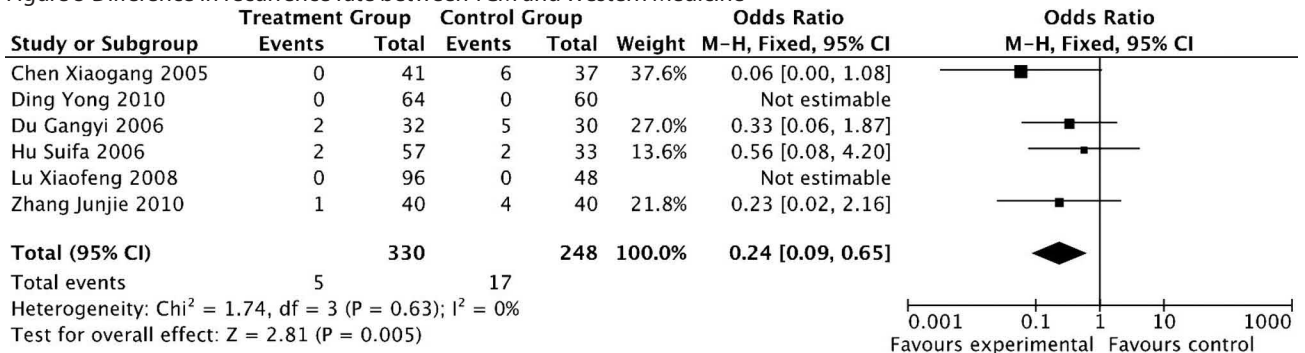 Treatment Group Control Group Odds Ratio Odds Ratio
Study or Subgroup Events Total Events Total Weight M-H, Fixed, 95% CI M-H, Fixed, 95% CI
Chen Xiaogang 2005 0 41 6 37 37.6% 0.06 [0.00, 1.08]
Ding Yong 2010 0 64 0 60 Not estimable
Du Gangyi 2006 2 32 5 30 27.0% 0.33 [0.06, 1.87]
Hu Suifa 2006 2 57 2 33 13.6% 0.56 [0.08, 4.20]
Lu Xiaofeng 2008 0 96 0 48 Not estimable
Zhang Junjie 2010 1 40 4 40 21.8% 0.23 [0.02, 2.16]
Total (95% CI) 330 248 100.0% 0.24 [0.09, 0.65]
Total events 5 17
Heterogeneity: Chi² = 1.74, df = 3 (P = 0.63); I² = 0%
Test for overall effect: Z = 2.81 (P = 0.005)
0.001 0.1 1 10 1000
Favours experimental Favours control